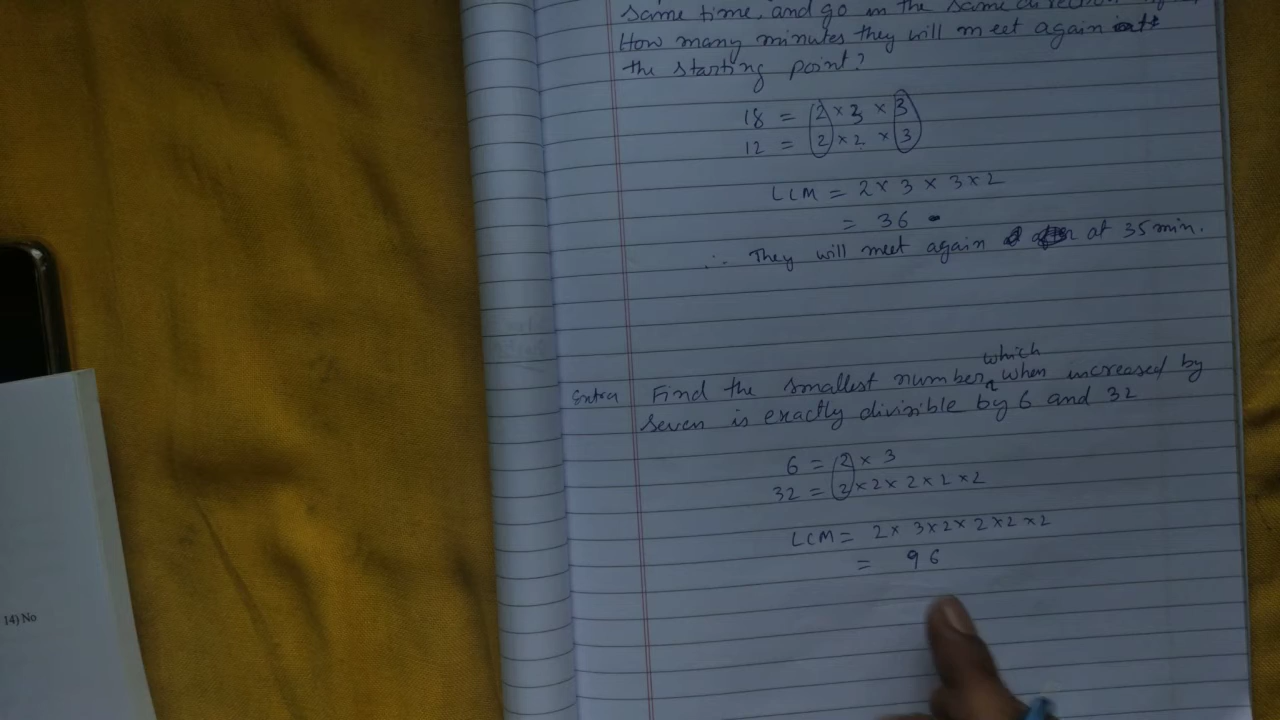 same time, and go in the same direction
How many minutes they will meet again at
the starting point?
18 = 2 × 3 × 3
12 = 2 × 2 × 3
LCM = 2 × 3 × 3 × 2
= 36
∴ They will meet again at 35 min.
which
Extra Find the smallest number when increased by
seven is exactly divisible by 6 and 32
6 = 2 × 3
32 = 2 × 2 × 2 × 2 × 2
LCM = 2 × 3 × 2 × 2 × 2 × 2
= 96
14) No